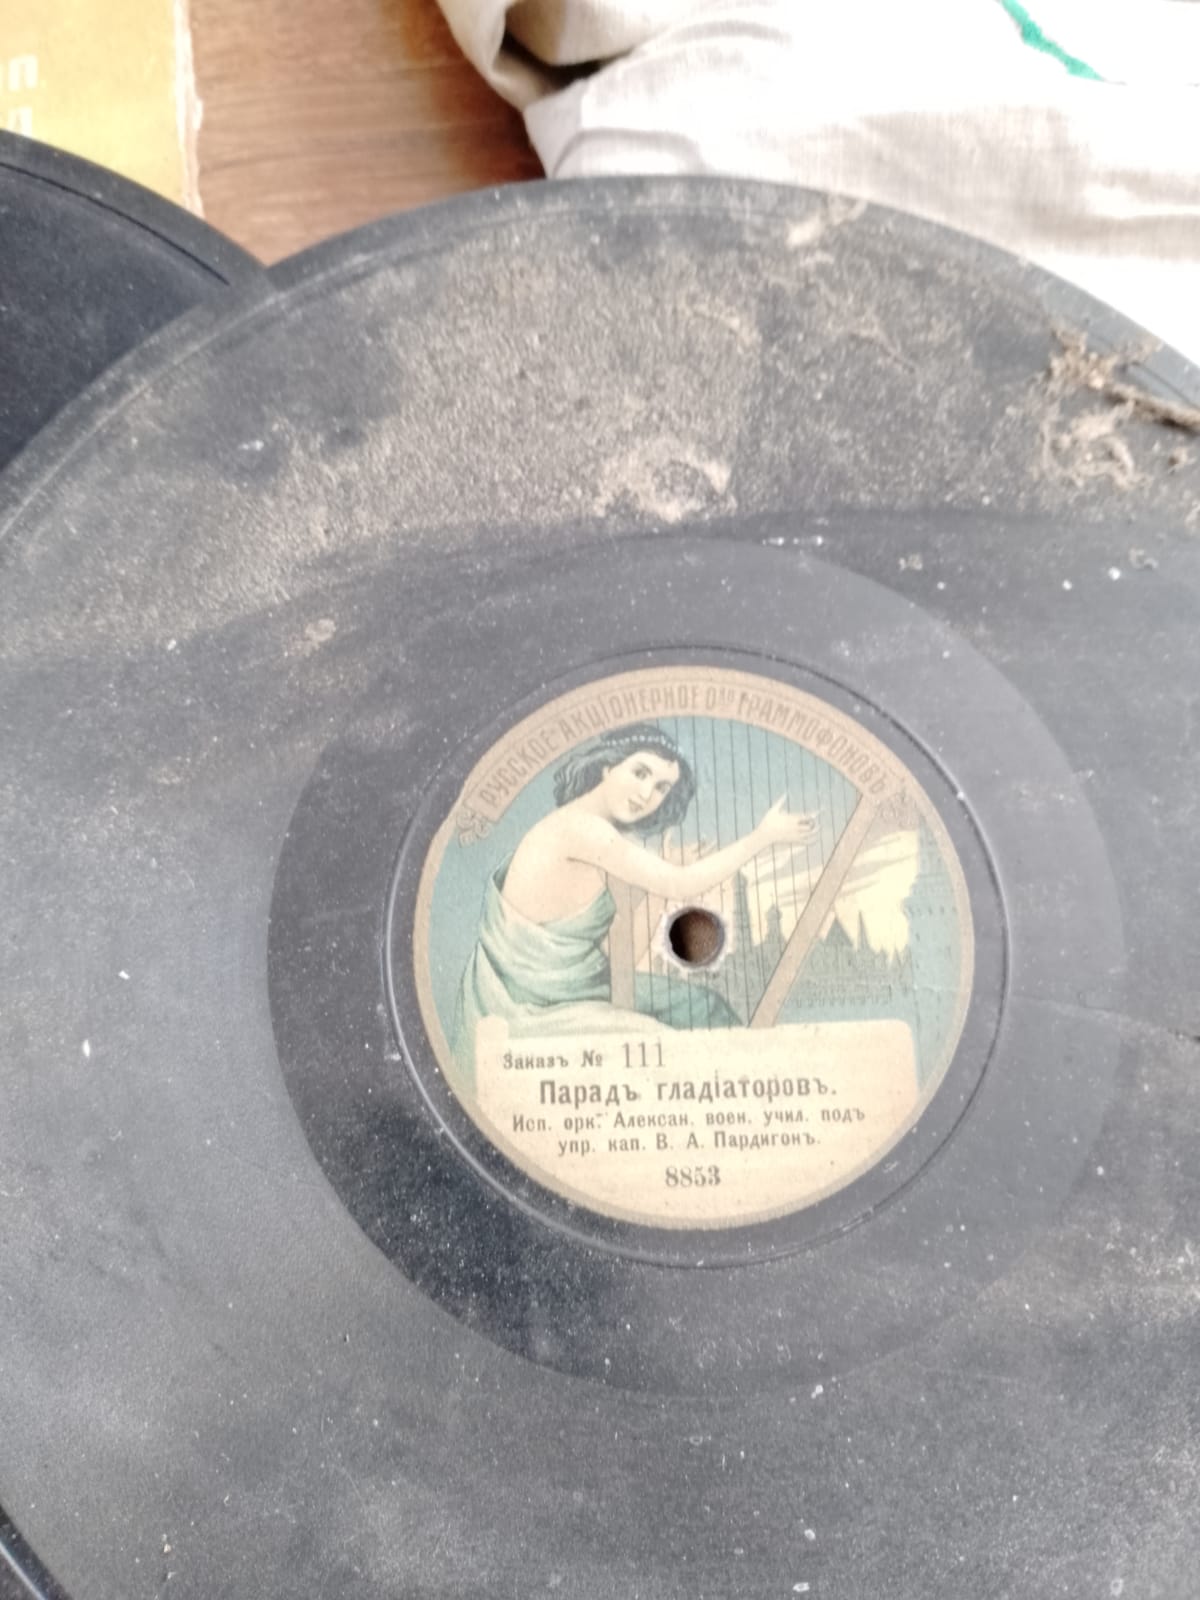 РУССКОЕ АКЦІОНЕРНОЕ О-ВО ГРАММОФОНОВЪ
Заказъ № 111
Парадъ гладіаторовъ.
Исп. орк. Алексан. воен. учил. подъ
упр. кап. В. А. Пардигонъ.
8853